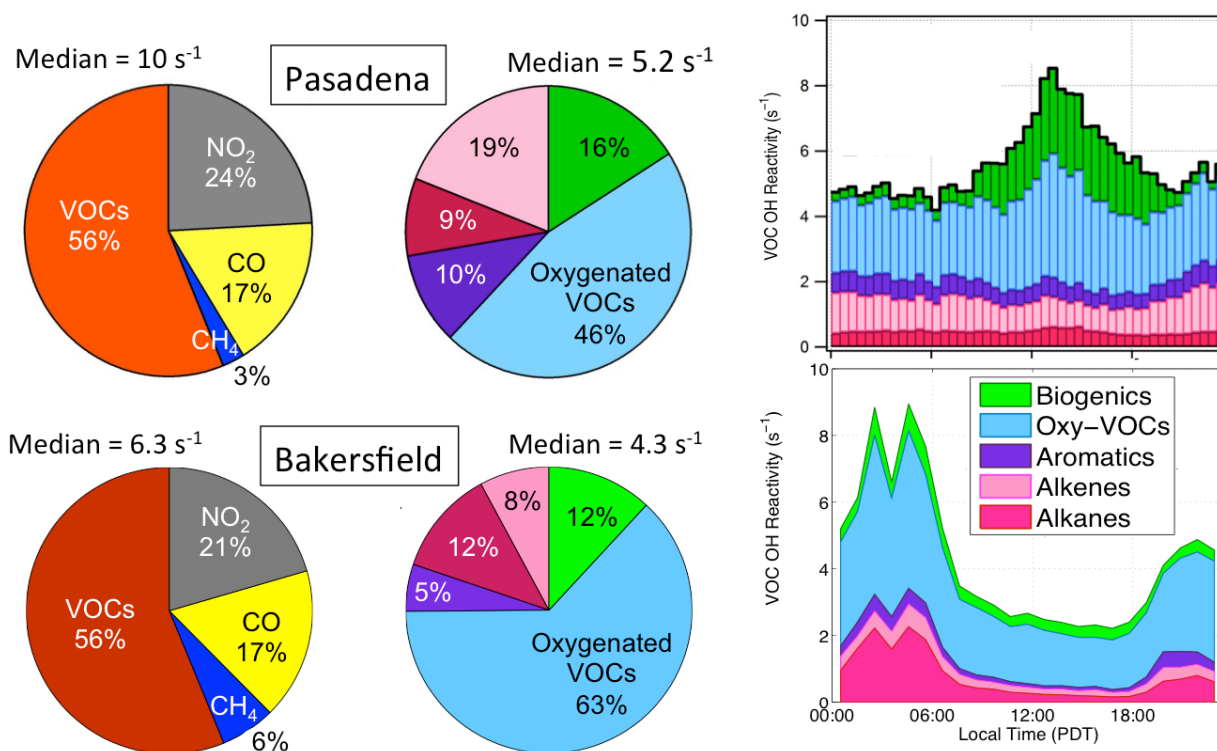 Median = 10 s⁻¹
Pasadena
Median = 5.2 s⁻¹
NO₂
24%
VOCs
56%
CO
17%
CH₄
3%
19%
16%
9%
10%
Oxygenated
VOCs
46%
10
8
6
4
2
0
VOC OH Reactivity (s⁻¹)
Median = 6.3 s⁻¹
Bakersfield
Median = 4.3 s⁻¹
NO₂
21%
VOCs
56%
CO
17%
CH₄
6%
8%
12%
12%
5%
Oxygenated
VOCs
63%
10
8
6
4
2
0
VOC OH Reactivity (s⁻¹)
Biogenics
Oxy-VOCs
Aromatics
Alkenes
Alkanes
00:00 06:00 12:00 18:00
Local Time (PDT)